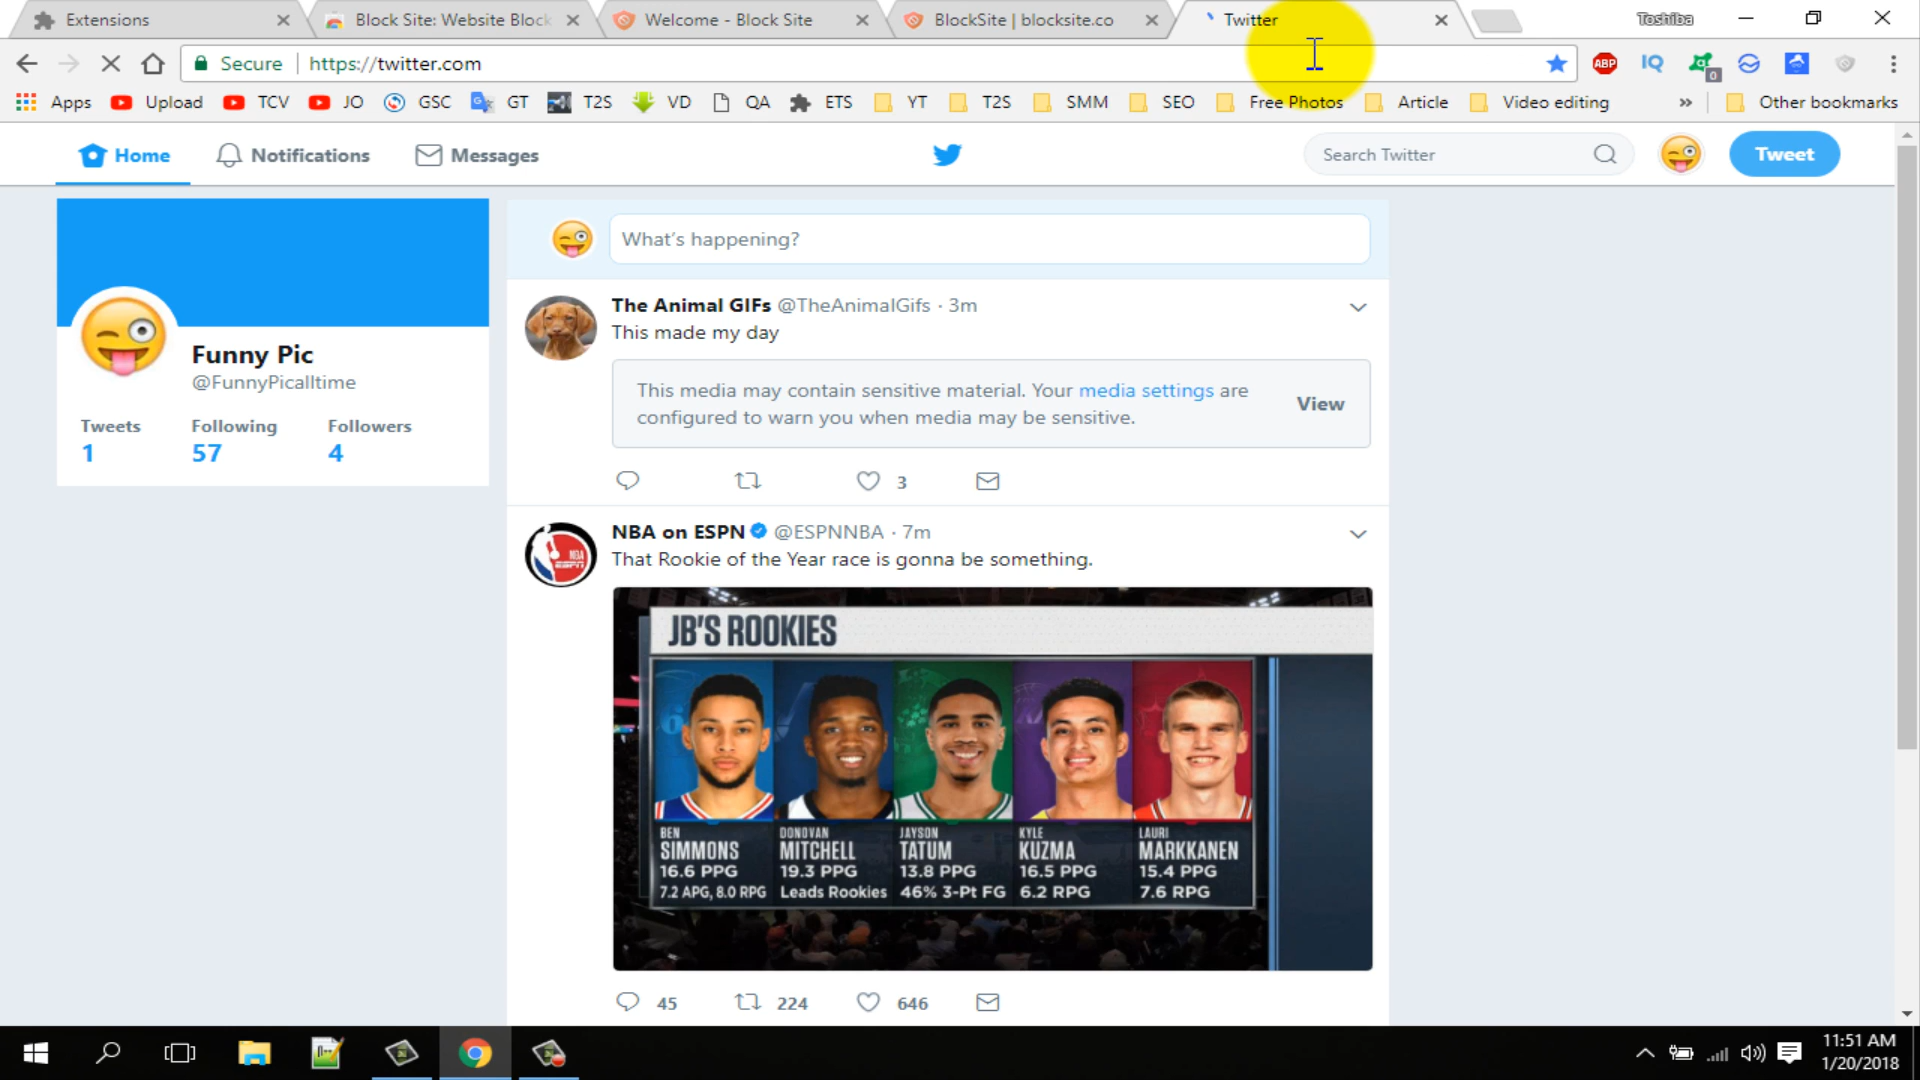 Extensions
Block Site: Website Block
Welcome - Block Site
BlockSite | blocksite.co
Twitter
Toshiba
Secure
https://twitter.com
ABP
IQ
0
Apps
Upload
TCV
JO
GSC
GT
T2S
VD
QA
ETS
YT
T2S
SMM
SEO
Free Photos
Article
Video editing
»
Other bookmarks
Home
Notifications
Messages
Search Twitter
Tweet
What's happening?
Funny Pic
@FunnyPicalltime
Tweets Following Followers
1 57 4
The Animal GIFs @TheAnimalGifs · 3m
This made my day
This media may contain sensitive material. Your media settings are
configured to warn you when media may be sensitive.
View
3
NBA on ESPN @ESPNNBA · 7m
That Rookie of the Year race is gonna be something.
JB'S ROOKIES
BEN
SIMMONS
16.6 PPG
7.2 APG, 8.0 RPG
DONOVAN
MITCHELL
19.3 PPG
Leads Rookies
JAYSON
TATUM
13.8 PPG
46% 3-Pt FG
KYLE
KUZMA
16.5 PPG
6.2 RPG
LAURI
MARKKANEN
15.4 PPG
7.6 RPG
45 224 646
11:51 AM
1/20/2018